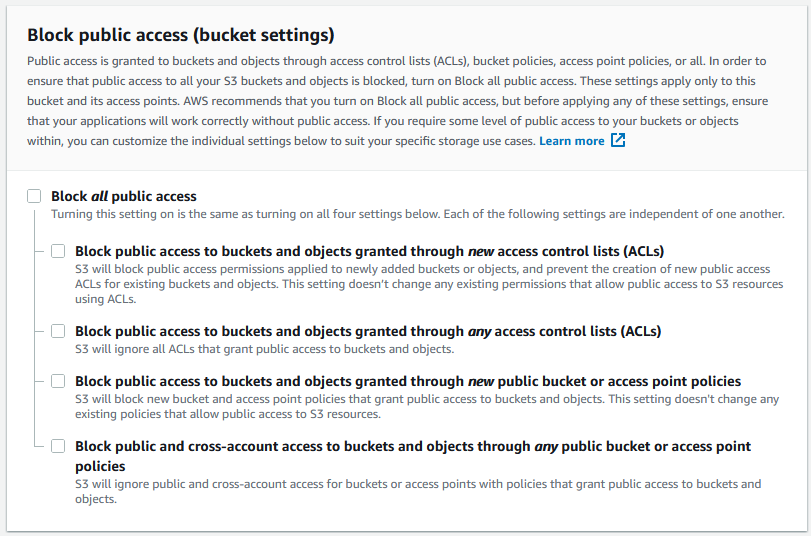 Block public access (bucket settings)
Public access is granted to buckets and objects through access control lists (ACLs), bucket policies, access point policies, or all. In order to
ensure that public access to all your S3 buckets and objects is blocked, turn on Block all public access. These settings apply only to this
bucket and its access points. AWS recommends that you turn on Block all public access, but before applying any of these settings, ensure
that your applications will work correctly without public access. If you require some level of public access to your buckets or objects
within, you can customize the individual settings below to suit your specific storage use cases. Learn more
Block all public access
Turning this setting on is the same as turning on all four settings below. Each of the following settings are independent of one another.
Block public access to buckets and objects granted through new access control lists (ACLs)
S3 will block public access permissions applied to newly added buckets or objects, and prevent the creation of new public access
ACLs for existing buckets and objects. This setting doesn't change any existing permissions that allow public access to S3 resources
using ACLs.
Block public access to buckets and objects granted through any access control lists (ACLs)
S3 will ignore all ACLs that grant public access to buckets and objects.
Block public access to buckets and objects granted through new public bucket or access point policies
S3 will block new bucket and access point policies that grant public access to buckets and objects. This setting doesn't change any
existing policies that allow public access to S3 resources.
Block public and cross-account access to buckets and objects through any public bucket or access point
policies
S3 will ignore public and cross-account access for buckets or access points with policies that grant public access to buckets and
objects.